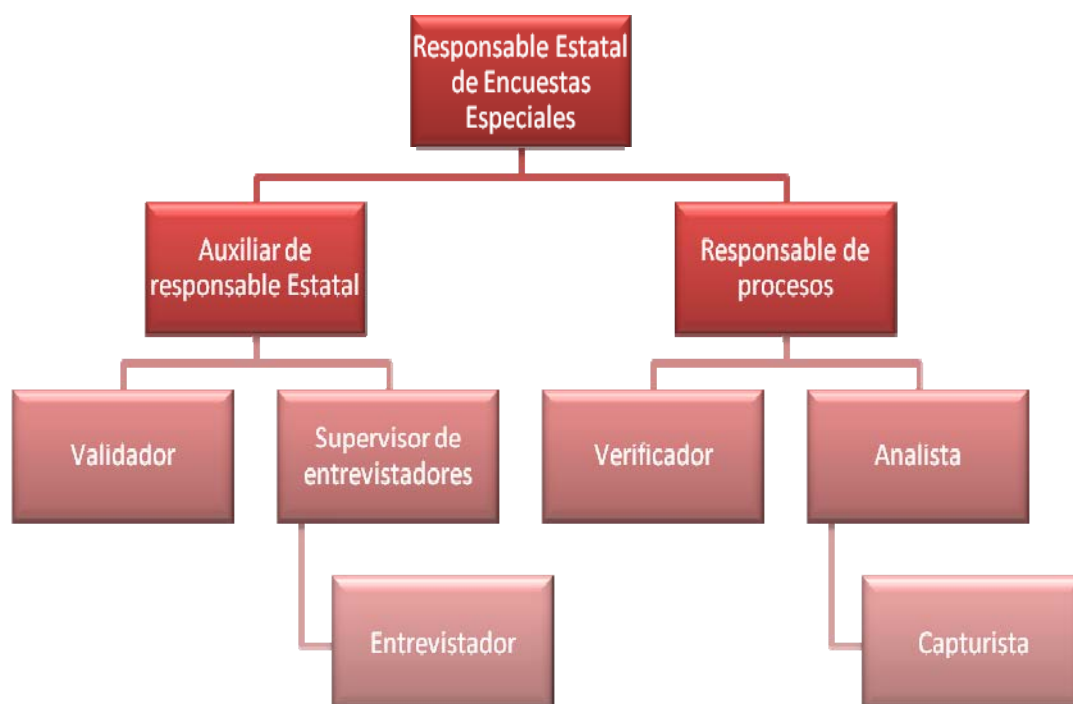 Responsable Estatal
de Encuestas
Especiales
Auxiliar de
responsable Estatal
Responsable de
procesos
Validador
Supervisor de
entrevistadores
Verificador
Analista
Entrevistador
Capturista